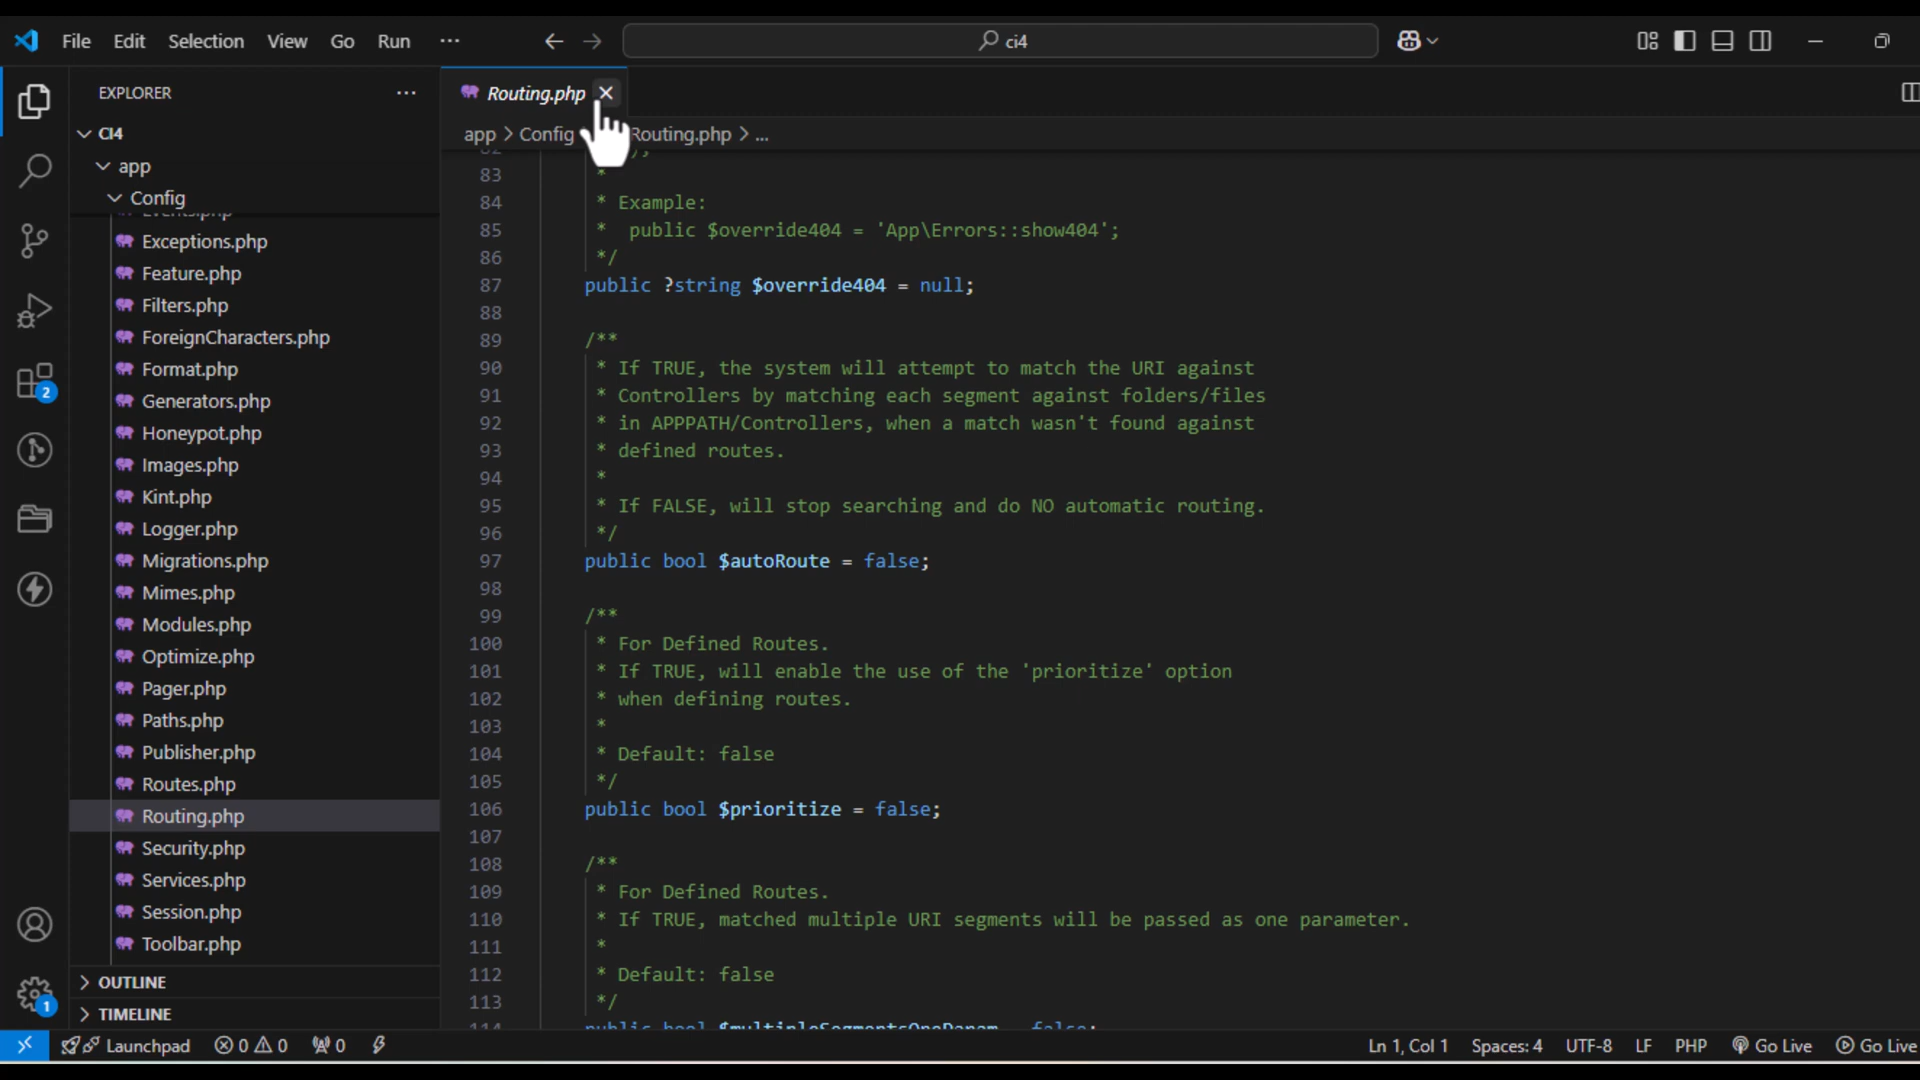 File Edit Selection View Go Run ··· ci4
EXPLORER ···
CI4
app
Config
Events.php
Exceptions.php
Feature.php
Filters.php
ForeignCharacters.php
Format.php
Generators.php
Honeypot.php
Images.php
Kint.php
Logger.php
Migrations.php
Mimes.php
Modules.php
Optimize.php
Pager.php
Paths.php
Publisher.php
Routes.php
Routing.php
Security.php
Services.php
Session.php
Toolbar.php
OUTLINE
TIMELINE
2
1
Routing.php
app > Config Routing.php > ...
82
83 *
84 * Example:
85 * public $override404 = 'App\Errors::show404';
86 */
87 public ?string $override404 = null;
88
89 /**
90 * If TRUE, the system will attempt to match the URI against
91 * Controllers by matching each segment against folders/files
92 * in APPPATH/Controllers, when a match wasn't found against
93 * defined routes.
94 *
95 * If FALSE, will stop searching and do NO automatic routing.
96 */
97 public bool $autoRoute = false;
98
99 /**
100 * For Defined Routes.
101 * If TRUE, will enable the use of the 'prioritize' option
102 * when defining routes.
103 *
104 * Default: false
105 */
106 public bool $prioritize = false;
107
108 /**
109 * For Defined Routes.
110 * If TRUE, matched multiple URI segments will be passed as one parameter.
111 *
112 * Default: false
113 */
114 public bool $multipleSegmentsOneParam = false;
Launchpad 0 0 0 Ln 1, Col 1 Spaces: 4 UTF-8 LF PHP Go Live Go Live